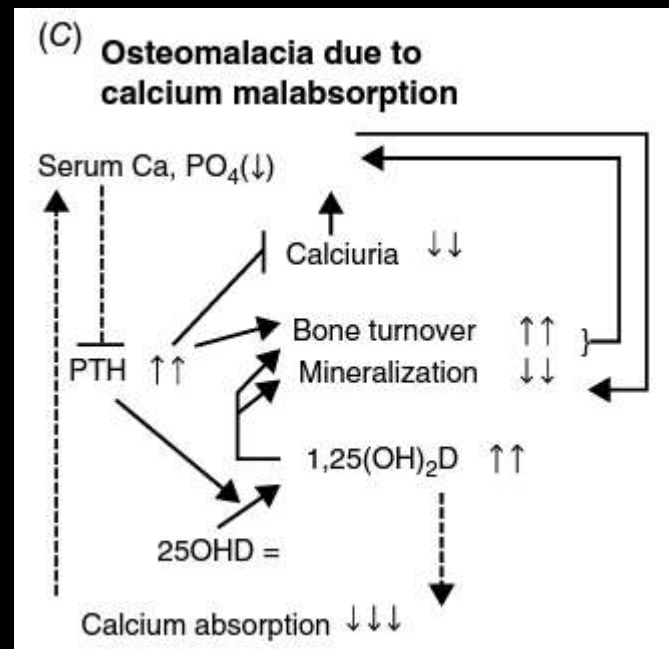 (C) Osteomalacia due to
calcium malabsorption
Serum Ca, PO₄(↓)
Calciuria ↓↓
Bone turnover ↑↑ }
PTH ↑↑
Mineralization ↓↓
1,25(OH)₂D ↑↑
25OHD =
Calcium absorption ↓↓↓